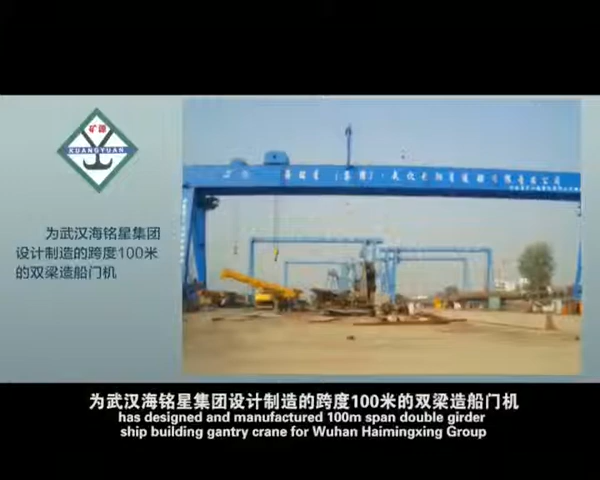 矿源
KUANGYUAN
为武汉海铭星集团
设计制造的跨度100米
的双梁造船门机
为武汉海铭星集团设计制造的跨度100米的双梁造船门机
has designed and manufactured 100m span double girder
ship building gantry crane for Wuhan Haimingxing Group